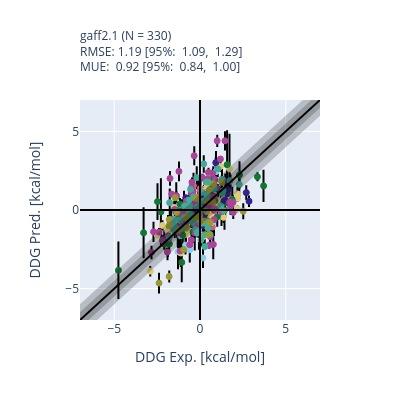 gaff2.1 (N = 330)
RMSE: 1.19 [95%: 1.09, 1.29]
MUE: 0.92 [95%: 0.84, 1.00]
5
0
−5
DDG Pred. [kcal/mol]
−5 0 5
DDG Exp. [kcal/mol]